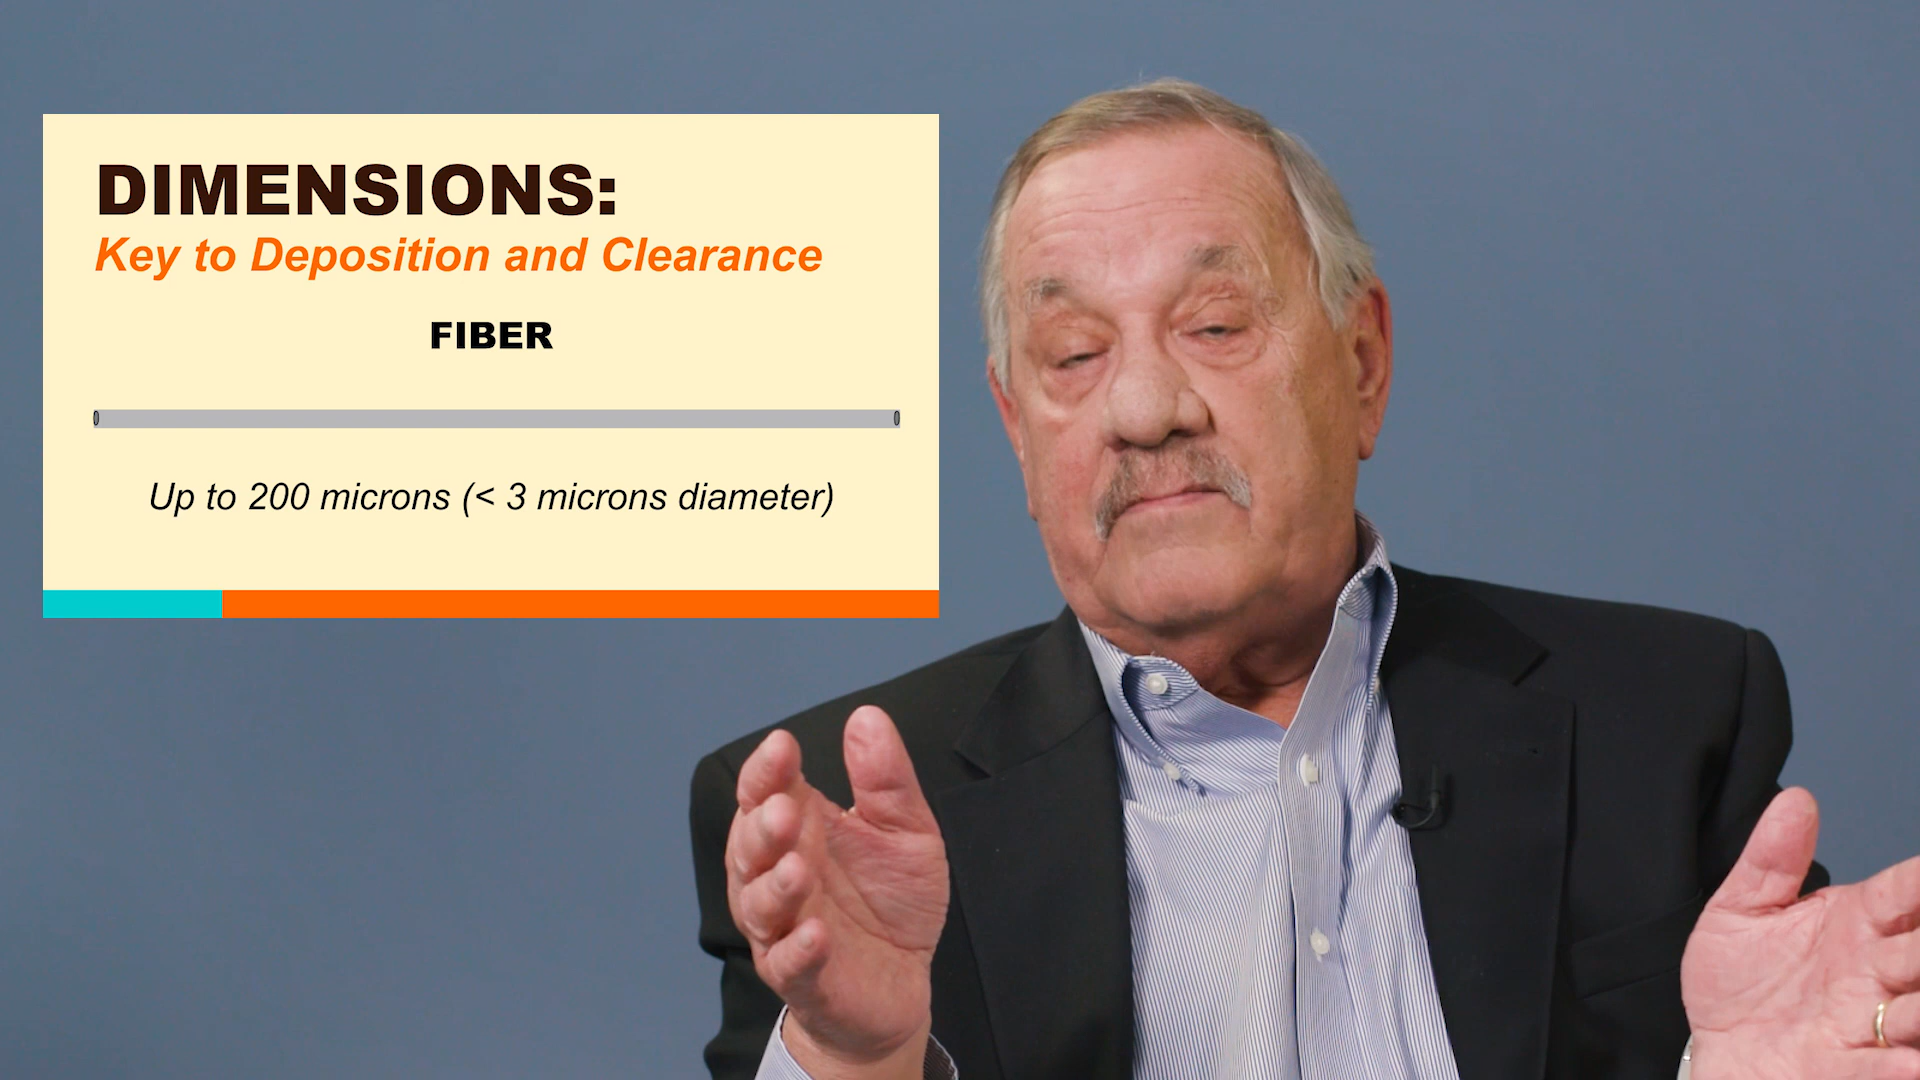 DIMENSIONS:
Key to Deposition and Clearance
FIBER
Up to 200 microns (< 3 microns diameter)